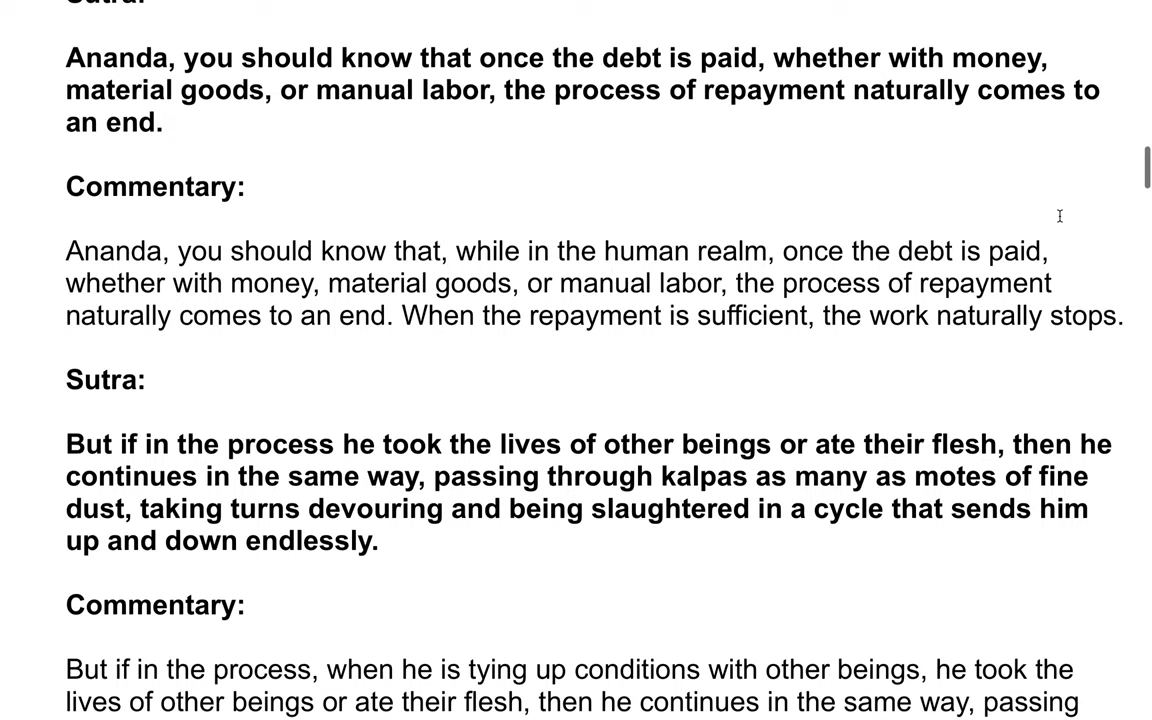 Sutra:
Ananda, you should know that once the debt is paid, whether with money,
material goods, or manual labor, the process of repayment naturally comes to
an end.
Commentary:
Ananda, you should know that, while in the human realm, once the debt is paid,
whether with money, material goods, or manual labor, the process of repayment
naturally comes to an end. When the repayment is sufficient, the work naturally stops.
Sutra:
But if in the process he took the lives of other beings or ate their flesh, then he
continues in the same way, passing through kalpas as many as motes of fine
dust, taking turns devouring and being slaughtered in a cycle that sends him
up and down endlessly.
Commentary:
But if in the process, when he is tying up conditions with other beings, he took the
lives of other beings or ate their flesh, then he continues in the same way, passing